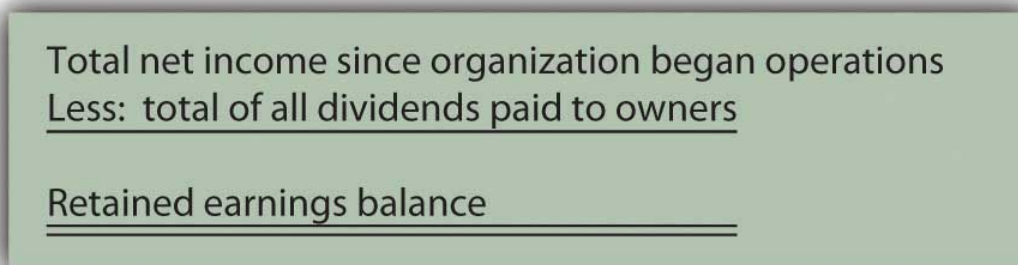 Total net income since organization began operations
Less: total of all dividends paid to owners
Retained earnings balance